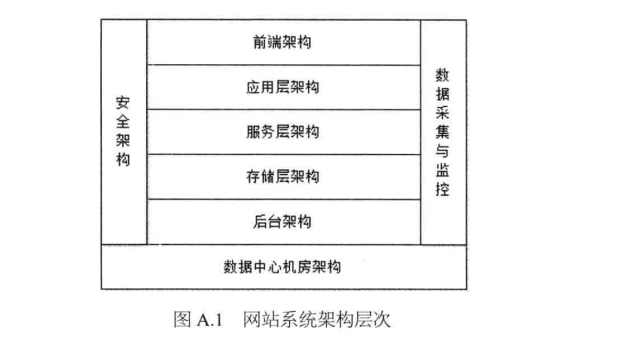 安全架构
前端架构
应用层架构
服务层架构
存储层架构
后台架构
数据采集与监控
数据中心机房架构
图 A.1 网站系统架构层次